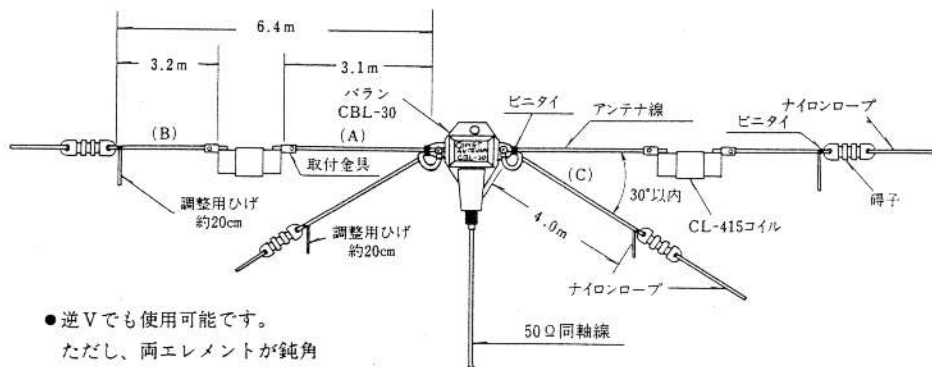 6.4m
3.2m
3.1m
バラン
CBL-30
ビニタイ
アンテナ線
ビニタイ
ナイロンロープ
(B)
(A)
CBL-30
取付金具
(C)
30°以内
碍子
調整用ひげ
約20cm
調整用ひげ
約20cm
4.0m
CL-415コイル
ナイロンロープ
50Ω同軸線
●逆Vでも使用可能です。
ただし、両エレメントが鈍角